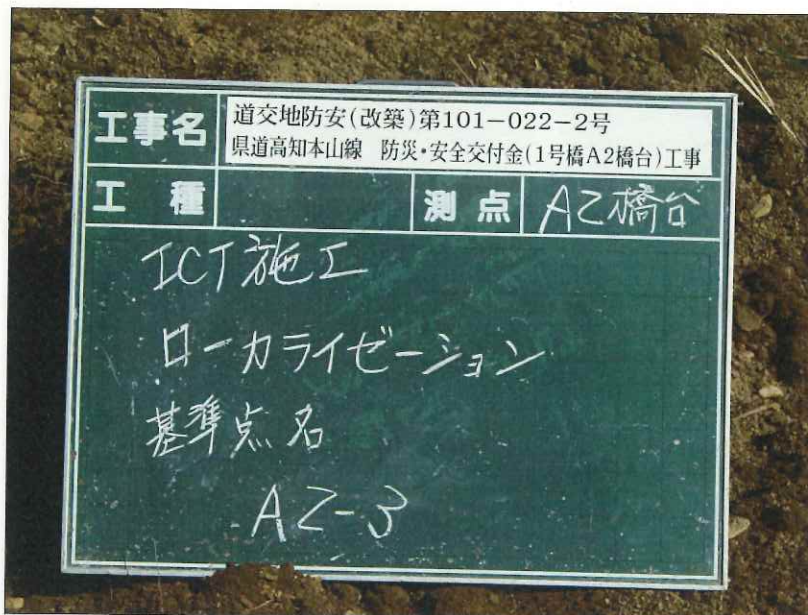 工事名
道交地防安(改築)第101-022-2号
県道高知本山線 防災・安全交付金(1号橋A2橋台)工事
工種
測点 A2橋台
ICT施工
ローカライゼーション
基準点名
A2-3